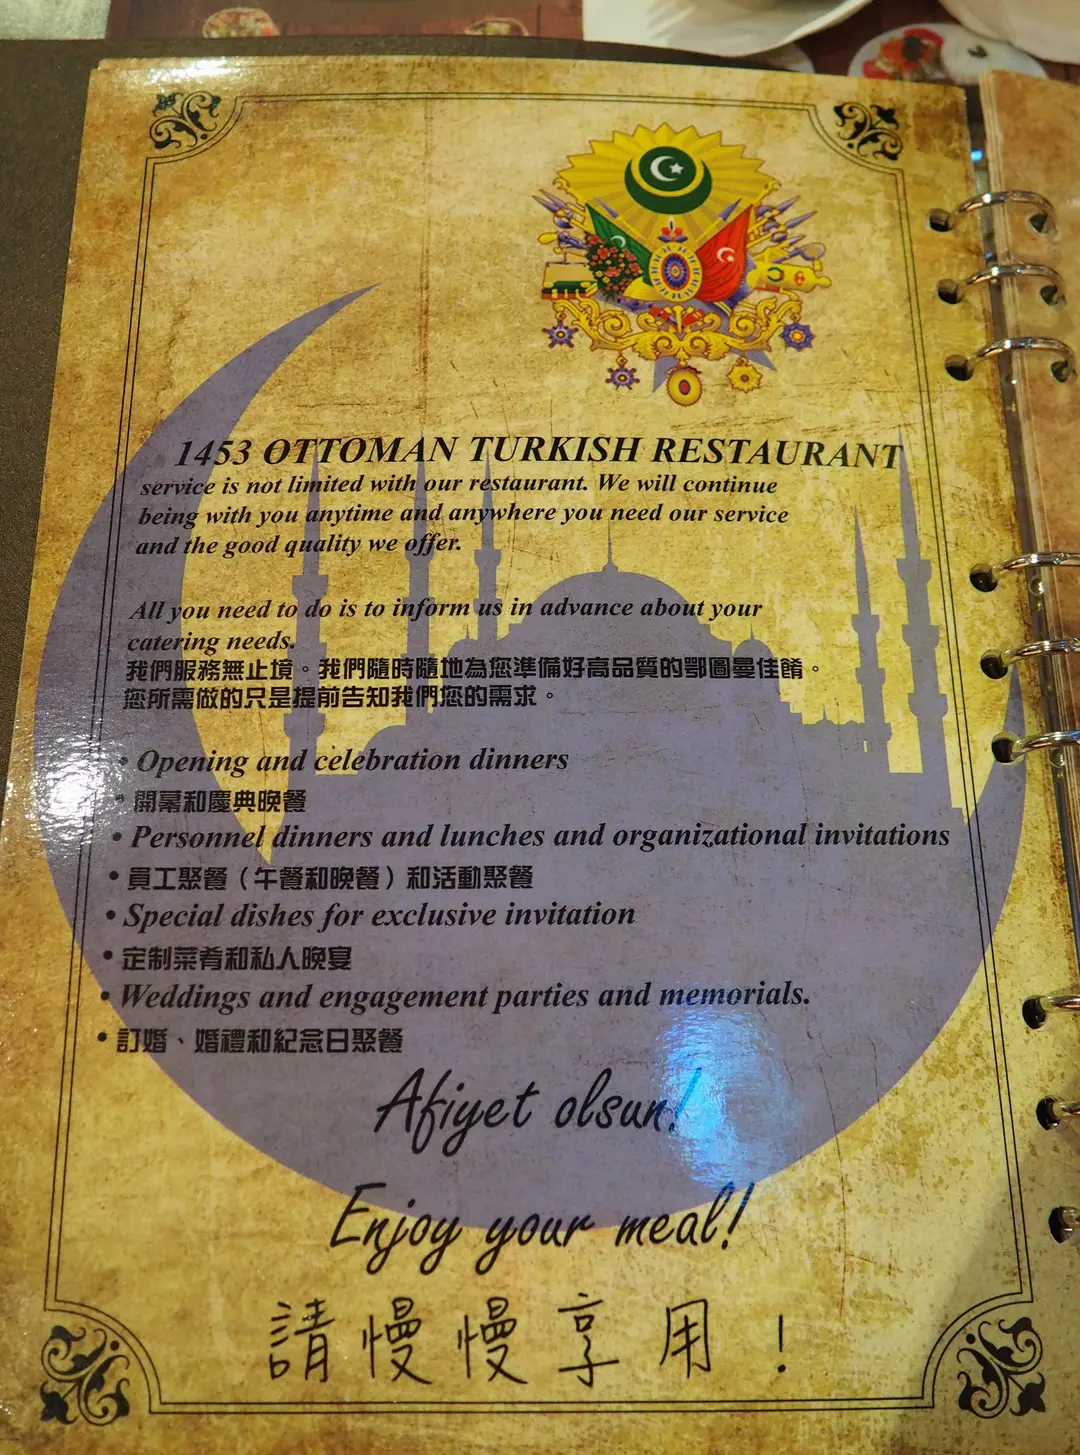 1453 OTTOMAN TURKISH RESTAURANT
service is not limited with our restaurant. We will continue
being with you anytime and anywhere you need our service
and the good quality we offer.
All you need to do is to inform us in advance about your
catering needs.
我們服務無止境。我們隨時隨地為您準備好高品質的鄂圖曼佳餚。
您所需做的只是提前告知我們您的需求。
• Opening and celebration dinners
• 開幕和慶典晚餐
• Personnel dinners and lunches and organizational invitations
• 員工聚餐（午餐和晚餐）和活動聚餐
• Special dishes for exclusive invitation
• 定制菜肴和私人晚宴
• Weddings and engagement parties and memorials.
• 訂婚、婚禮和紀念日聚餐
Afiyet olsun!
Enjoy your meal!
請慢慢享用！